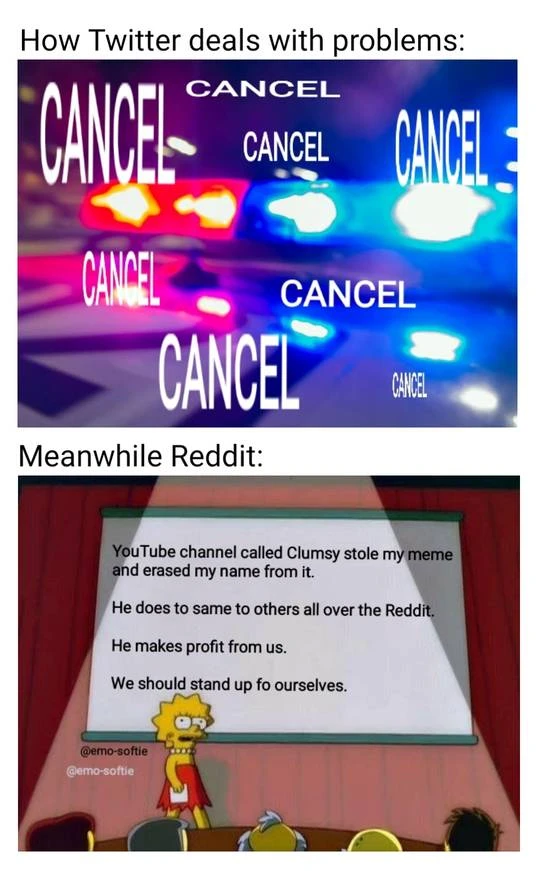 How Twitter deals with problems:
CANCEL
CANCEL
CANCEL
CANCEL
CANCEL
CANCEL
CANCEL
CANCEL
Meanwhile Reddit:
YouTube channel called Clumsy stole my meme
and erased my name from it.
He does to same to others all over the Reddit.
He makes profit from us.
We should stand up fo ourselves.
@emo-softie
@emo-softie